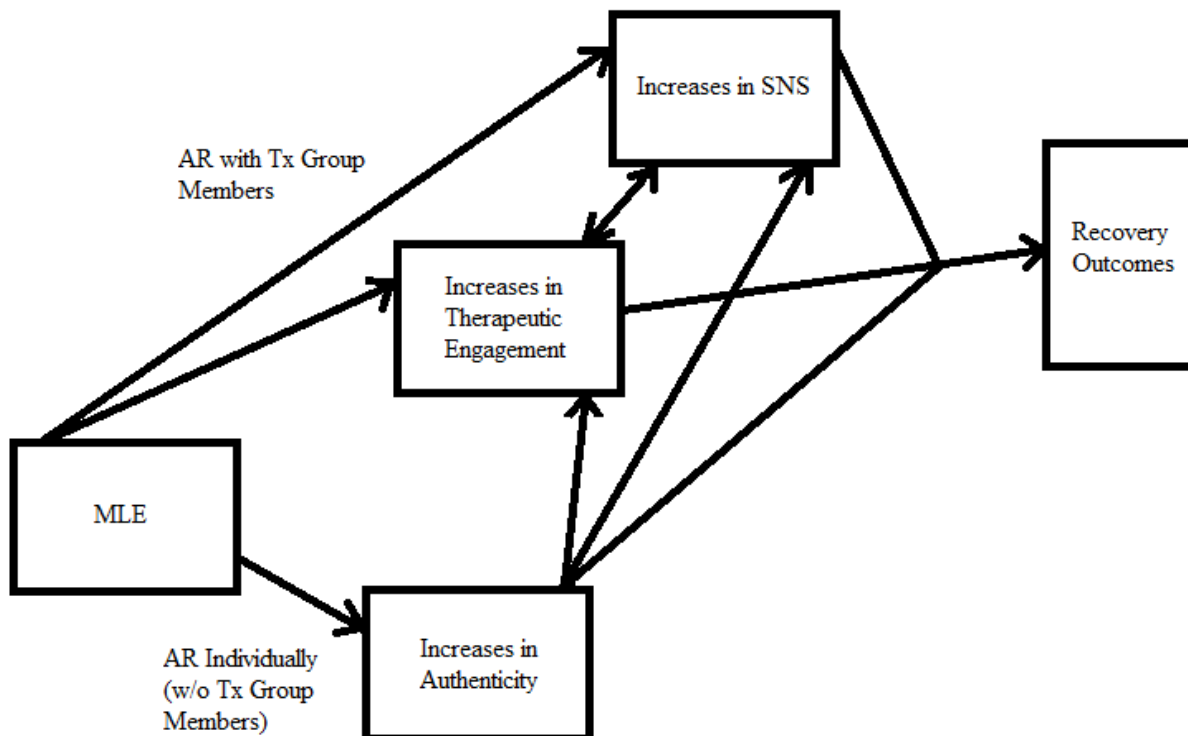 Increases in SNS
AR with Tx Group
Members
Recovery
Outcomes
Increases in
Therapeutic
Engagement
MLE
AR Individually
(w/o Tx Group
Members)
Increases in
Authenticity